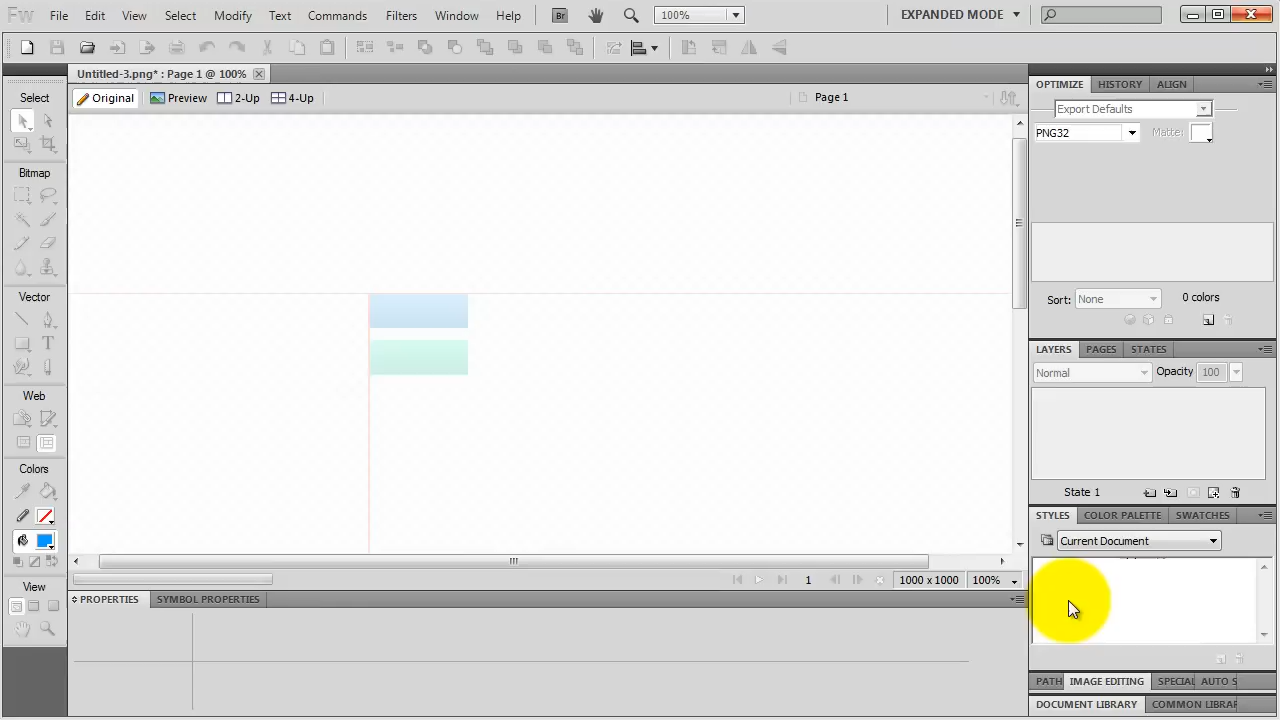 Fw File Edit View Select Modify Text Commands Filters Window Help Br 100% EXPANDED MODE
Untitled-3.png* : Page 1 @ 100%
Original Preview 2-Up 4-Up Page 1
Select
Bitmap
Vector
Web
Colors
View
OPTIMIZE HISTORY ALIGN
Export Defaults
PNG32 Matte:
Sort: None 0 colors
LAYERS PAGES STATES
Normal Opacity 100
State 1
STYLES COLOR PALETTE SWATCHES
Current Document
1 1000 x 1000 100%
PROPERTIES SYMBOL PROPERTIES
PATH IMAGE EDITING SPECIAL AUTO S
DOCUMENT LIBRARY COMMON LIBRAR